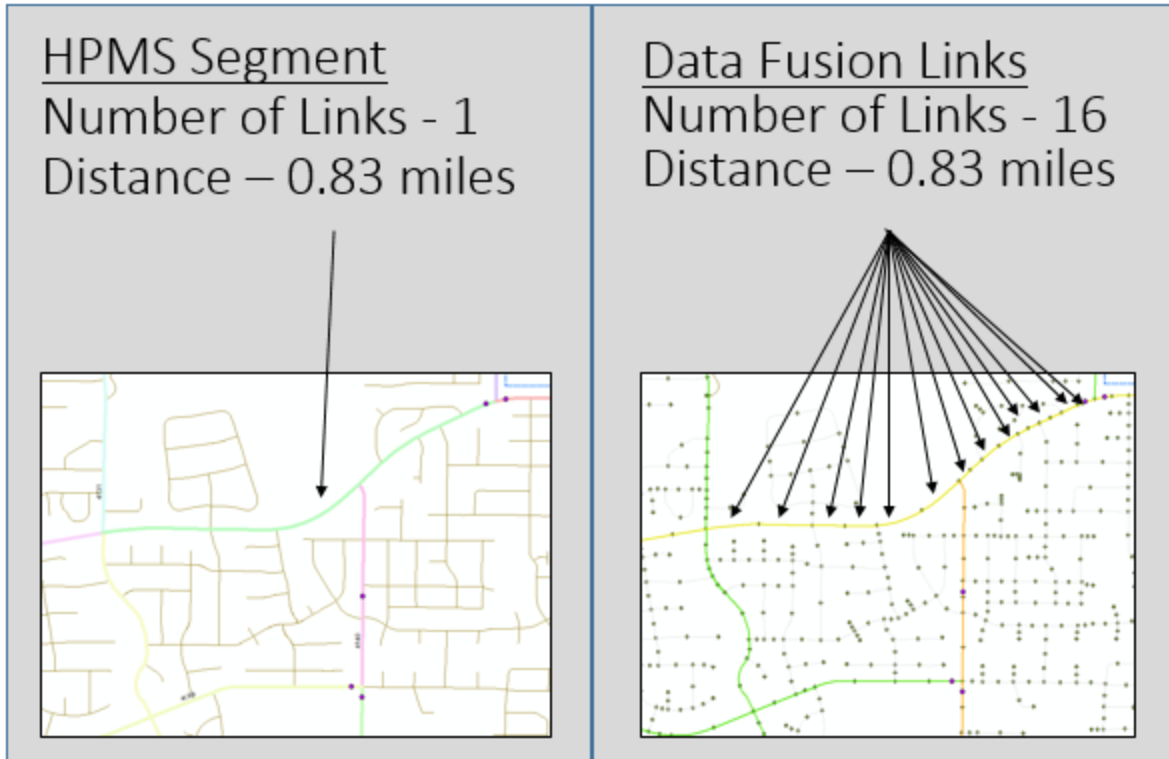 HPMS Segment
Number of Links - 1
Distance – 0.83 miles
Data Fusion Links
Number of Links - 16
Distance – 0.83 miles